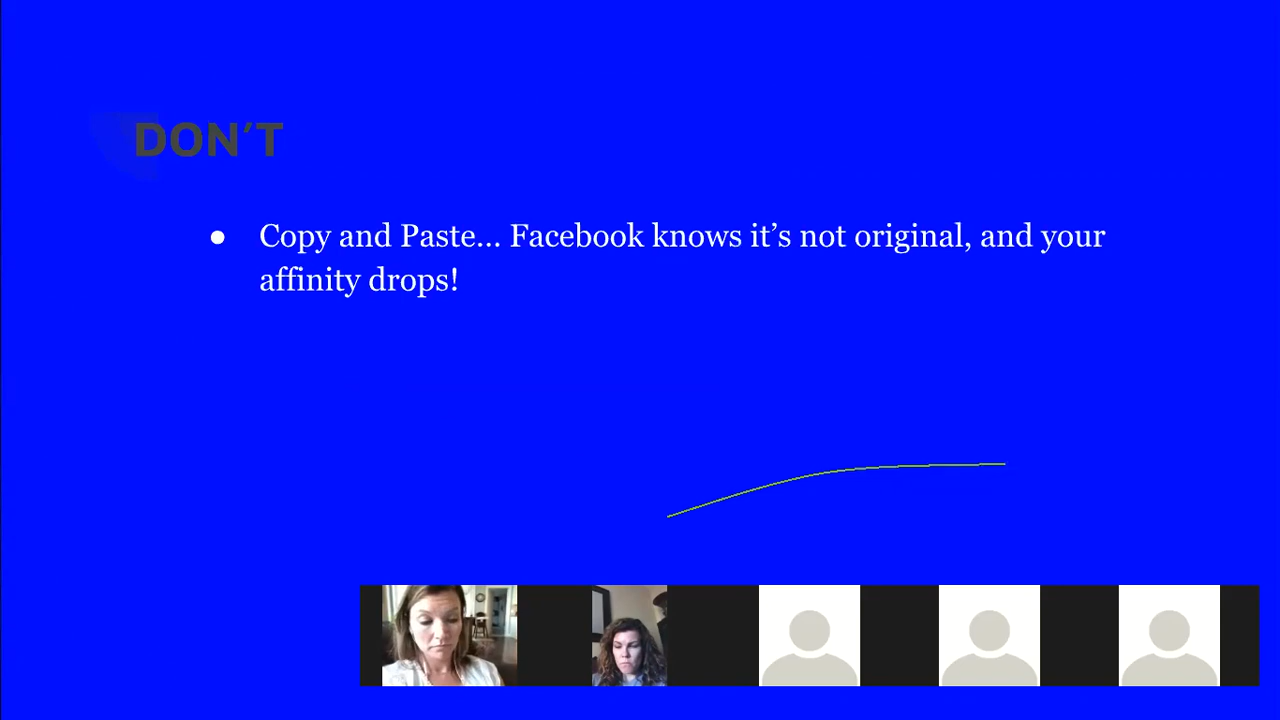 DON’T
● Copy and Paste... Facebook knows it’s not original, and your
affinity drops!